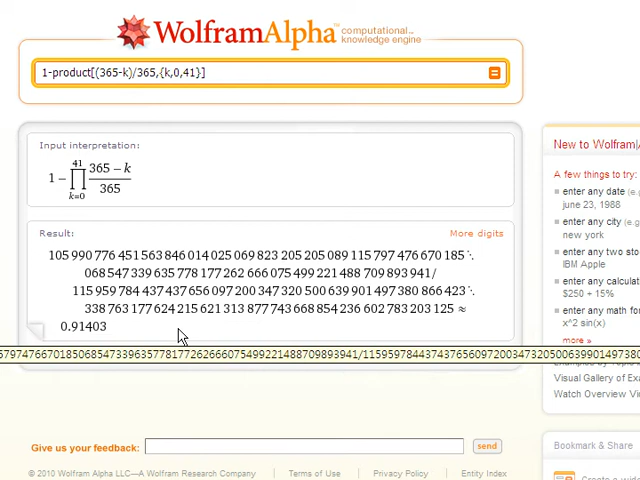 WolframAlpha™ computational... knowledge engine
1-product[(365-k)/365,{k,0,41}]
Input interpretation:
41
1 − ∏ 365 − k
365
k=0
Result:
More digits
105 990 776 451 563 846 014 025 069 823 205 205 089 115 797 476 670 185 ⋱
068 547 339 635 778 177 262 666 075 499 221 488 709 893 941 /
115 959 784 437 437 656 097 200 347 320 500 639 901 497 380 866 423 ⋱
338 763 177 624 215 621 313 877 743 668 854 236 602 783 203 125 ≈
0.91403
New to Wolfram|
A few things to try:
enter any date (e.
june 23, 1988
enter any city (e.g
new york
enter any two sto
IBM Apple
enter any calcula
$250 + 15%
enter any math fo
x^2 sin(x)
more »
Visual Gallery of Exa
Watch Overview Vi
Give us your feedback:
send
© 2010 Wolfram Alpha LLC—A Wolfram Research Company
Terms of Use
Privacy Policy
Entity Index
Bookmark & Share